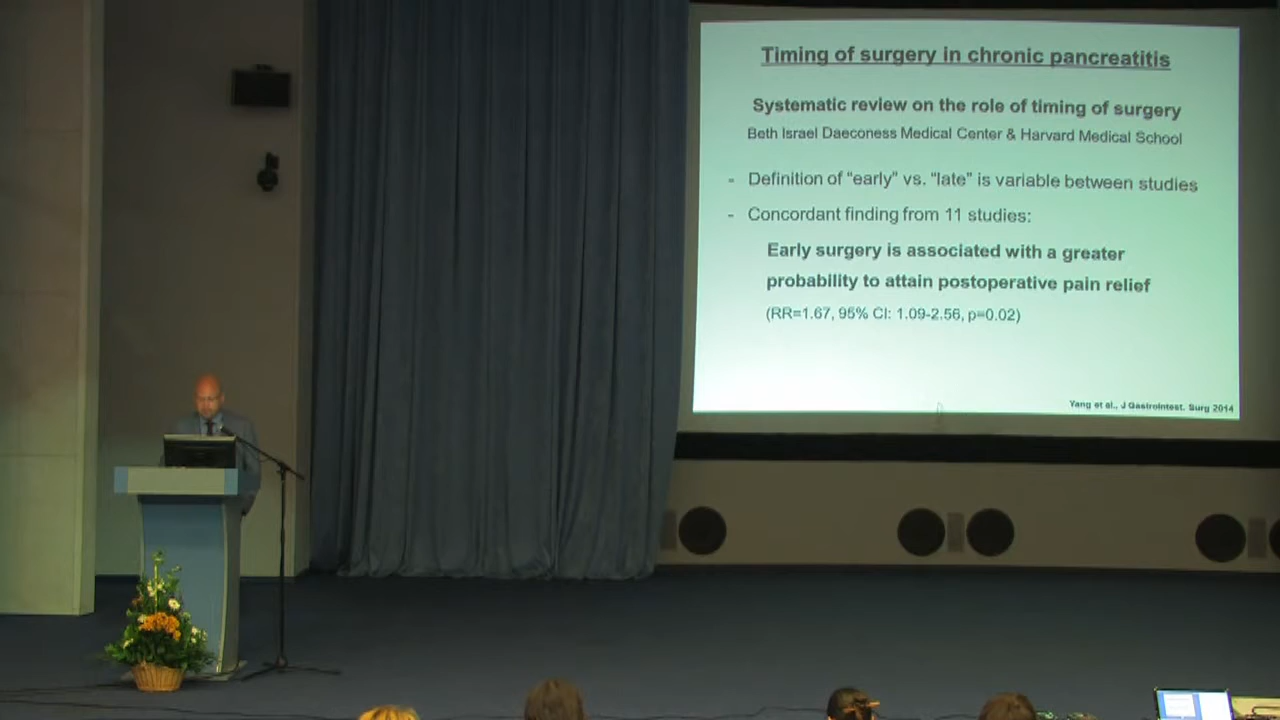 Timing of surgery in chronic pancreatitis
Systematic review on the role of timing of surgery
Beth Israel Daeconess Medical Center & Harvard Medical School
- Definition of “early” vs. “late” is variable between studies
- Concordant finding from 11 studies:
Early surgery is associated with a greater
probability to attain postoperative pain relief
(RR=1.67, 95% CI: 1.09-2.56, p=0.02)
Yang et al., J Gastrointest. Surg 2014